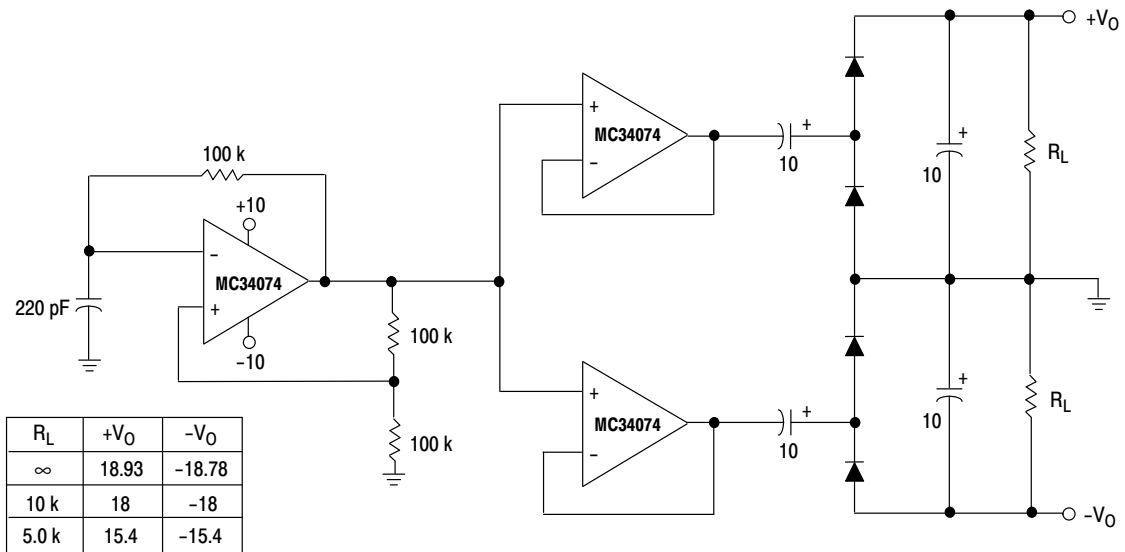 +VO
+
MC34074
-
+
10
+
10
RL
100 k
+10
-
MC34074
+
-10
220 pF
100 k
100 k
+
MC34074
-
+
10
+
10
RL
-VO
RL +VO -VO
∞ 18.93 -18.78
10 k 18 -18
5.0 k 15.4 -15.4